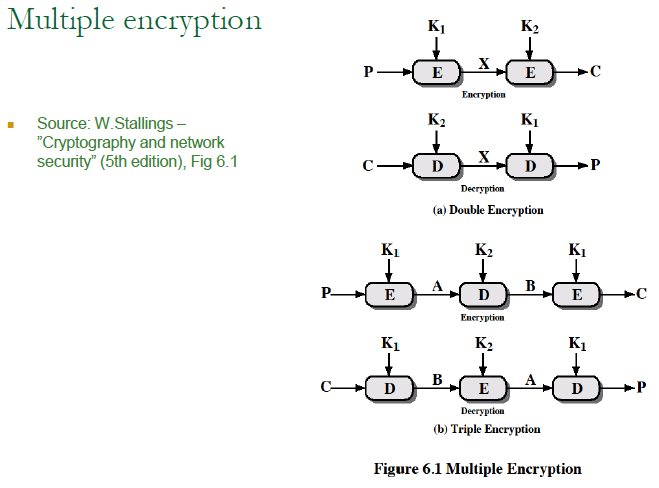 Multiple encryption
Source: W.Stallings –
”Cryptography and network
security” (5th edition), Fig 6.1
K1 K2
P E X E C
Encryption
K2 K1
C D X D P
Decryption
(a) Double Encryption
K1 K2 K1
P E A D B E C
Encryption
K1 K2 K1
C D B E A D P
Decryption
(b) Triple Encryption
Figure 6.1 Multiple Encryption